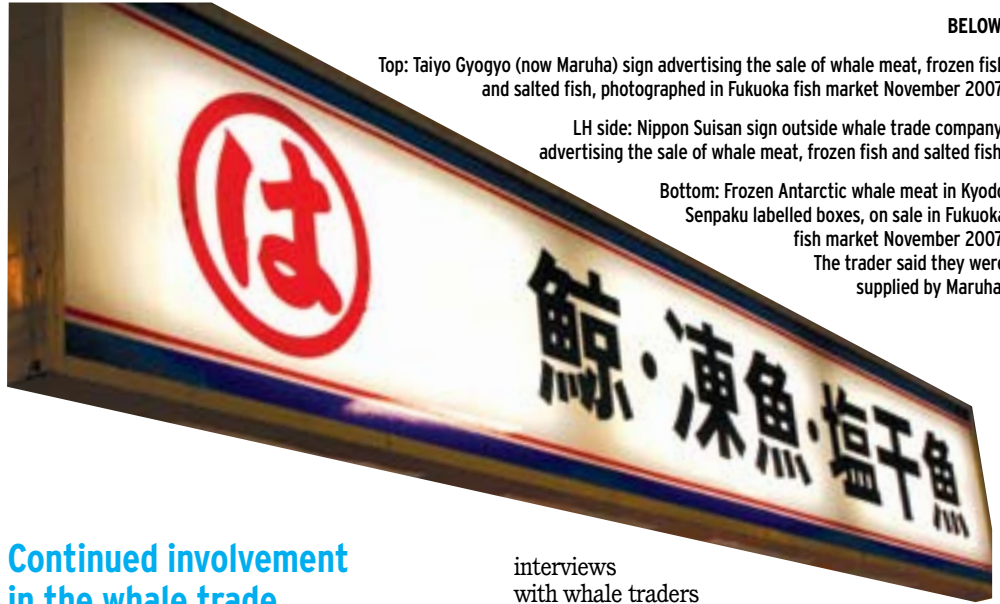 BELOW
Top: Taiyo Gyogyo (now Maruha) sign advertising the sale of whale meat, frozen fish
and salted fish, photographed in Fukuoka fish market November 2007
LH side: Nippon Suisan sign outside whale trade company
advertising the sale of whale meat, frozen fish and salted fish
Bottom: Frozen Antarctic whale meat in Kyodo
Senpaku labelled boxes, on sale in Fukuoka
fish market November 2007
The trader said they were
supplied by Maruha
は
鯨・凍魚・塩干魚
Continued involvement
in the whale trade
interviews
with whale traders